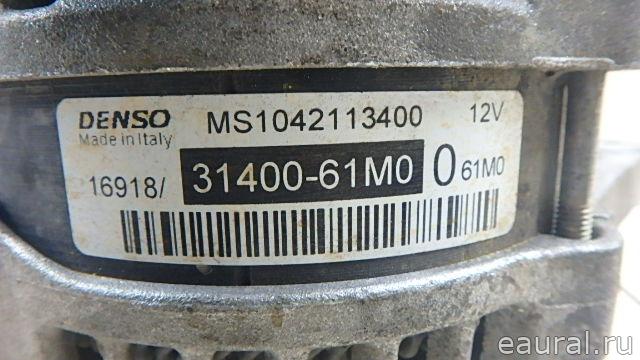 DENSO MS1042113400 12V
Made in Italy
16918/ 31400-61M0 0 61M0
eaural.ru